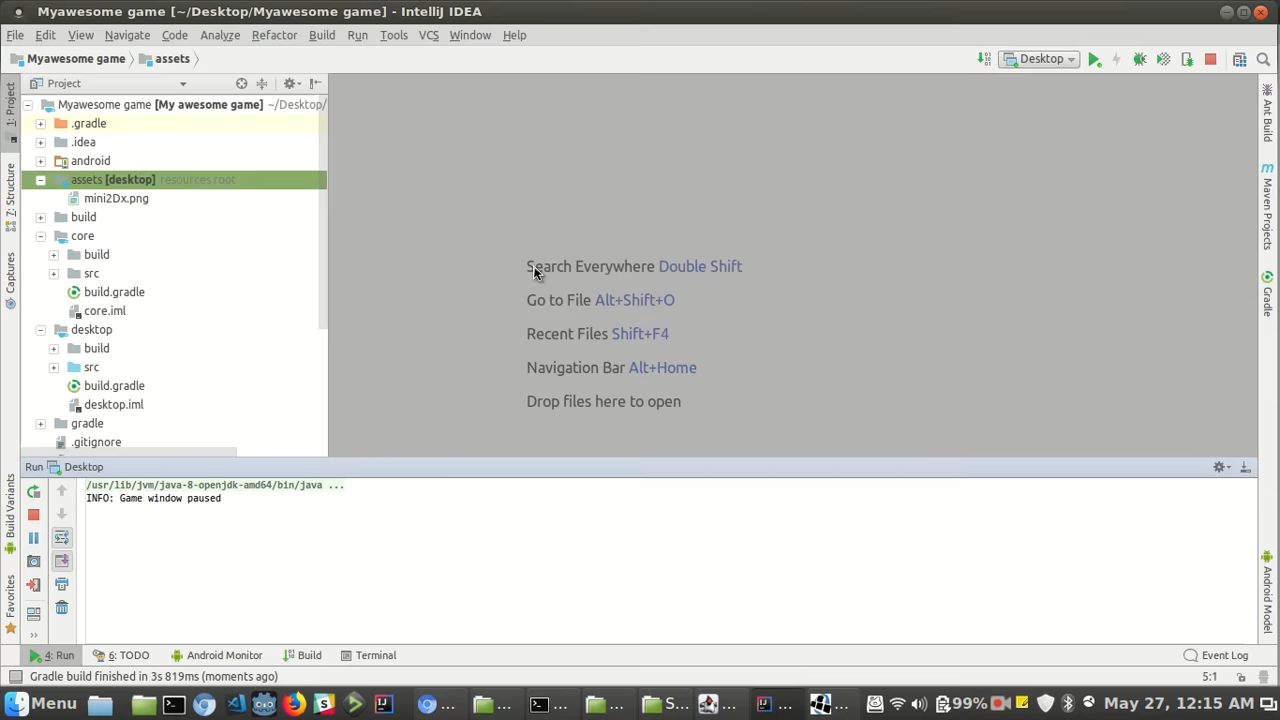 Myawesome game [~/Desktop/Myawesome game] - IntelliJ IDEA
File Edit View Navigate Code Analyze Refactor Build Run Tools VCS Window Help
Myawesome game assets Desktop
1: Project
7: Structure
Captures
Build Variants
Favorites
Project
Myawesome game [My awesome game] ~/Desktop/
.gradle
.idea
android
assets [desktop] resources root
mini2Dx.png
build
core
build
src
build.gradle
core.iml
desktop
build
src
build.gradle
desktop.iml
gradle
.gitignore
Search Everywhere Double Shift
Go to File Alt+Shift+O
Recent Files Shift+F4
Navigation Bar Alt+Home
Drop files here to open
Ant Build
m
Maven Projects
Gradle
Android Model
Run Desktop
/usr/lib/jvm/java-8-openjdk-amd64/bin/java ...
INFO: Game window paused
>>
4: Run 6: TODO Android Monitor Build Terminal Event Log
Gradle build finished in 3s 819ms (moments ago) 5:1
Menu ... ... ... ... S... ... ... ... 99% May 27, 12:15 AM